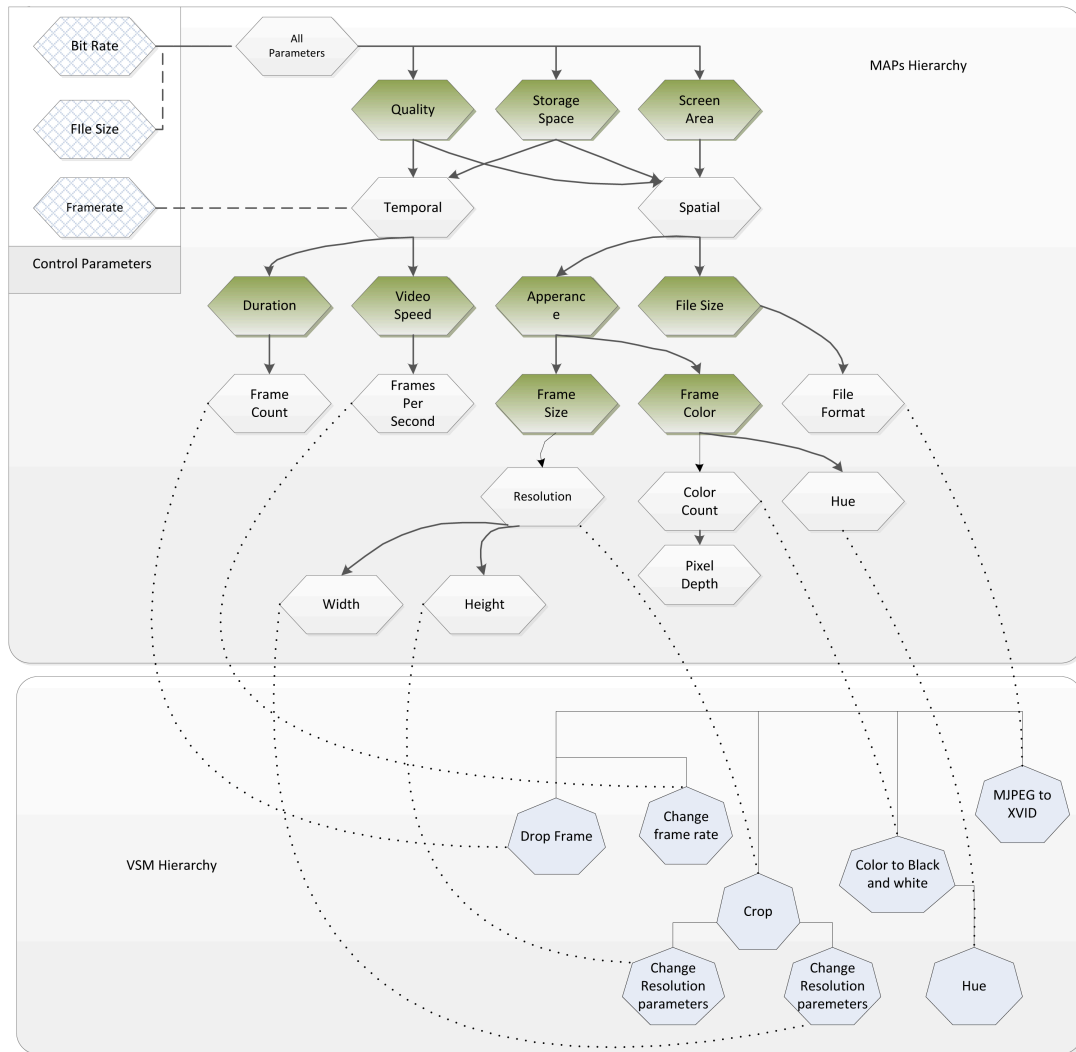 Bit Rate
All
Parameters
MAPs Hierarchy
Quality
Storage
Space
Screen
Area
FIle Size
Framerate
Temporal
Spatial
Control Parameters
Duration
Video
Speed
Apperanc
e
File Size
Frame
Count
Frames
Per
Second
Frame
Size
Frame
Color
File
Format
Resolution
Color
Count
Hue
Pixel
Depth
Width
Height
MJPEG to
XVID
Drop Frame
Change
frame rate
VSM Hierarchy
Color to Black
and white
Crop
Change
Resolution
parameters
Change
Resolution
paremeters
Hue